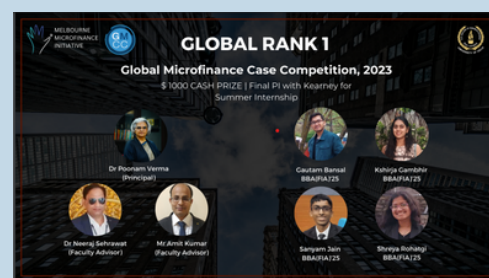 MELBOURNE
MICROFINANCE
INITIATIVE
GMCC
GLOBAL RANK 1
Global Microfinance Case Competition, 2023
$ 1000 CASH PRIZE | Final PI with Kearney for
Summer Internship
Dr Poonam Verma
(Principal)
Gautam Bansal
BBA(FIA)'25
Kshirja Gambhir
BBA(FIA)'25
Dr.Neeraj Sehrawat
(Faculty Advisor)
Mr.Amit Kumar
(Faculty Advisor)
Sanyam Jain
BBA(FIA)'25
Shreya Rohatgi
BBA(FIA)'25